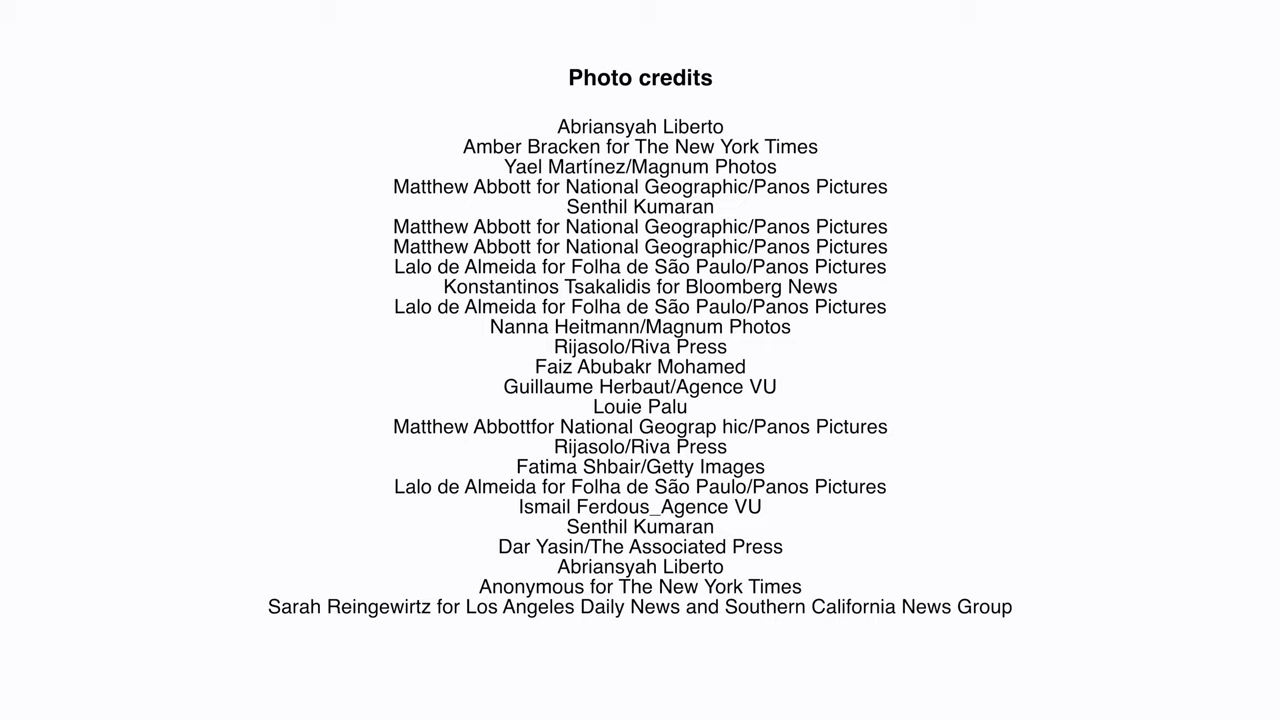 Photo credits
Abriansyah Liberto
Amber Bracken for The New York Times
Yael Martínez/Magnum Photos
Matthew Abbott for National Geographic/Panos Pictures
Senthil Kumaran
Matthew Abbott for National Geographic/Panos Pictures
Matthew Abbott for National Geographic/Panos Pictures
Lalo de Almeida for Folha de São Paulo/Panos Pictures
Konstantinos Tsakalidis for Bloomberg News
Lalo de Almeida for Folha de São Paulo/Panos Pictures
Nanna Heitmann/Magnum Photos
Rijasolo/Riva Press
Faiz Abubakr Mohamed
Guillaume Herbaut/Agence VU
Louie Palu
Matthew Abbottfor National Geograp hic/Panos Pictures
Rijasolo/Riva Press
Fatima Shbair/Getty Images
Lalo de Almeida for Folha de São Paulo/Panos Pictures
Ismail Ferdous_Agence VU
Senthil Kumaran
Dar Yasin/The Associated Press
Abriansyah Liberto
Anonymous for The New York Times
Sarah Reingewirtz for Los Angeles Daily News and Southern California News Group